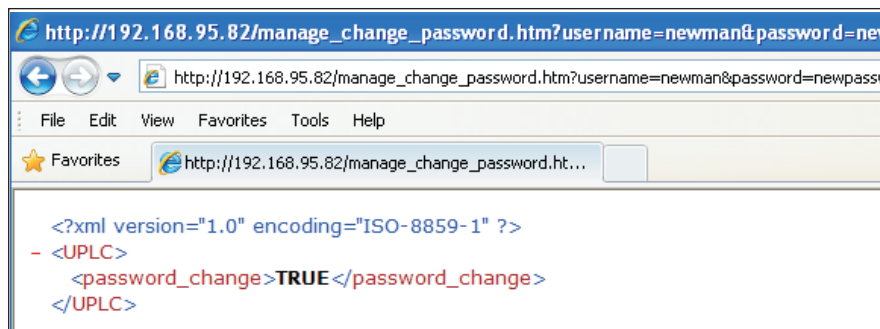 http://192.168.95.82/manage_change_password.htm?username=newman&password=ne
http://192.168.95.82/manage_change_password.htm?username=newman&password=newpass
File Edit View Favorites Tools Help
Favorites http://192.168.95.82/manage_change_password.ht...
<?xml version="1.0" encoding="ISO-8859-1" ?>
- <UPLC>
<password_change>TRUE</password_change>
</UPLC>